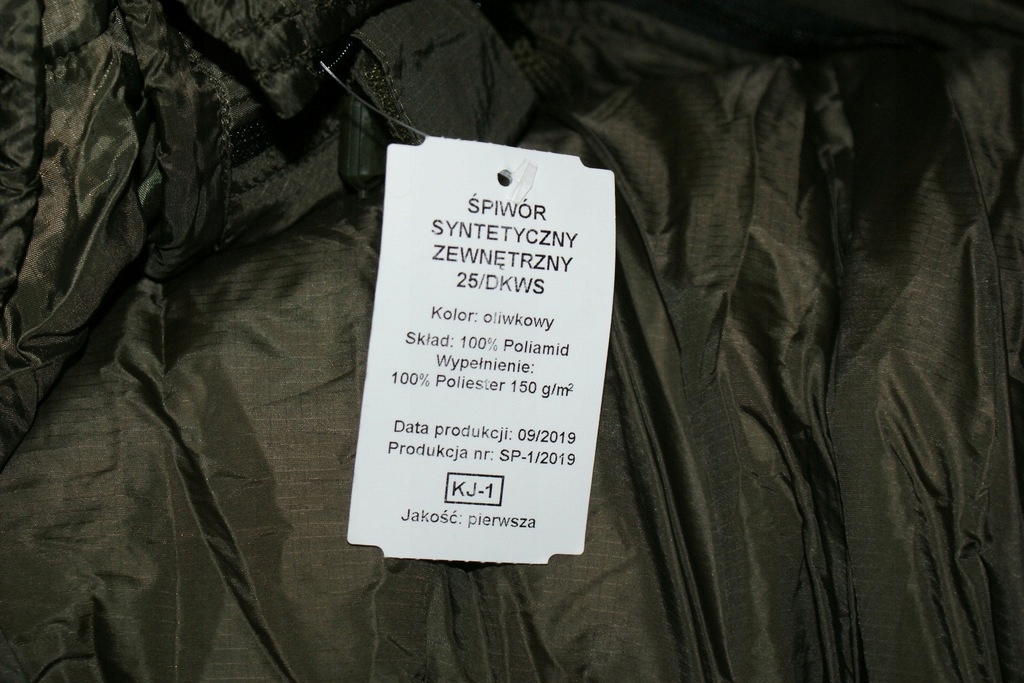 ŚPIWÓR
SYNTETYCZNY
ZEWNĘTRZNY
25/DKWS
Kolor: oliwkowy
Skład: 100% Poliamid
Wypełnienie:
100% Poliester 150 g/m²
Data produkcji: 09/2019
Produkcja nr: SP-1/2019
KJ-1
Jakość: pierwsza